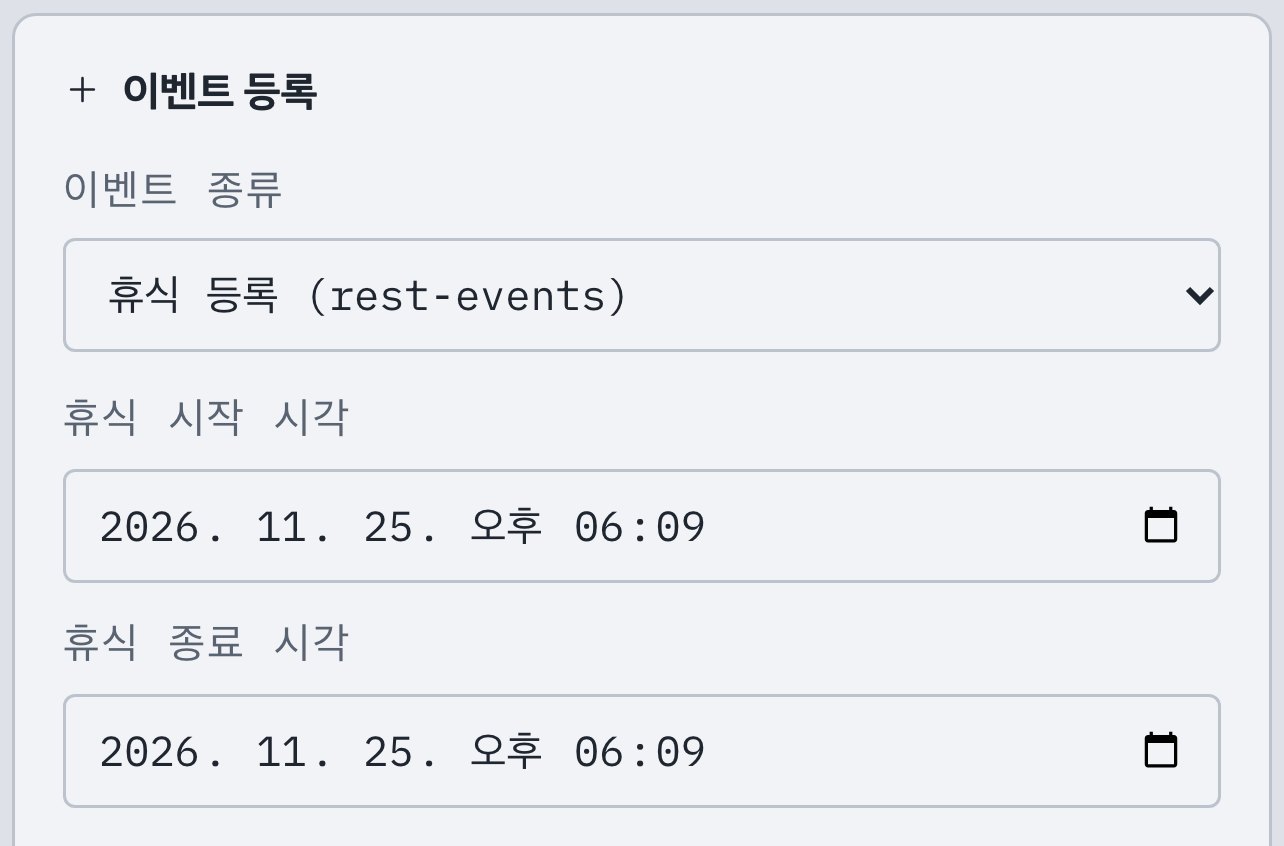 + 이벤트 등록
이벤트 종류
휴식 등록 (rest-events)
휴식 시작 시각
2026. 11. 25. 오후 06:09
휴식 종료 시각
2026. 11. 25. 오후 06:09